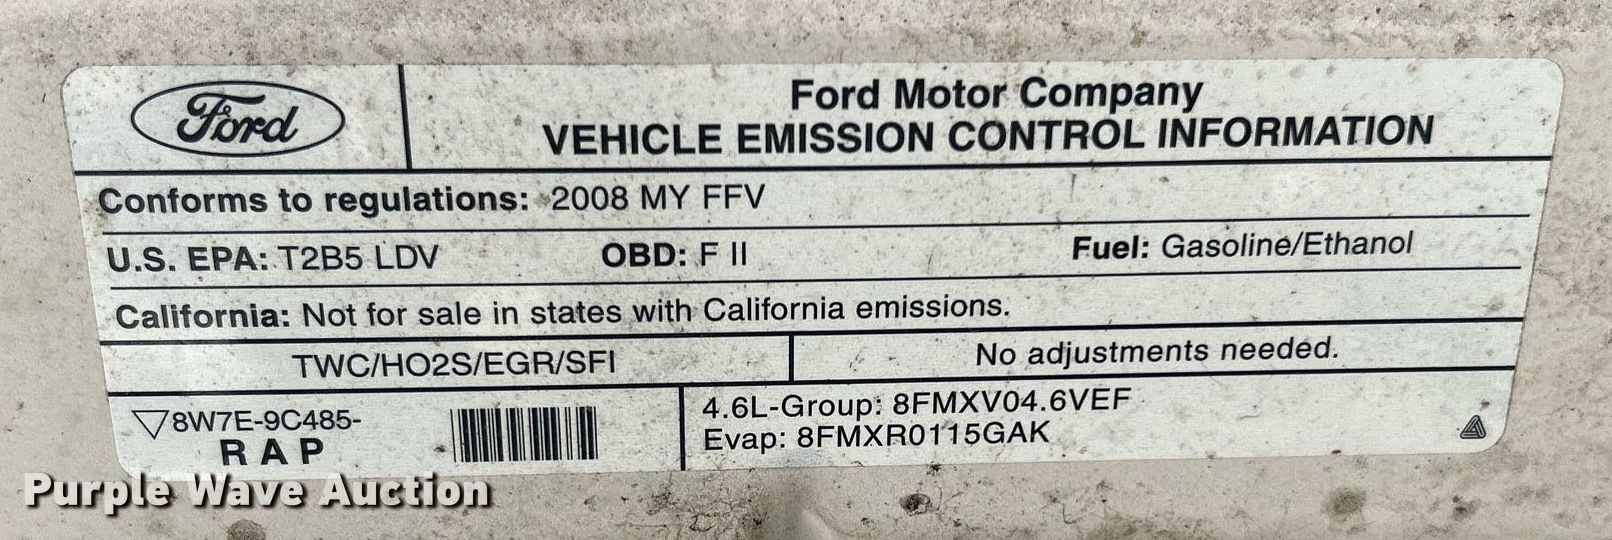 Ford
Ford Motor Company
VEHICLE EMISSION CONTROL INFORMATION
Conforms to regulations: 2008 MY FFV
U.S. EPA: T2B5 LDV OBD: F II Fuel: Gasoline/Ethanol
California: Not for sale in states with California emissions.
TWC/HO2S/EGR/SFI
No adjustments needed.
8W7E-9C485-
R A P
4.6L-Group: 8FMXV04.6VEF
Evap: 8FMXR0115GAK
Purple Wave Auction